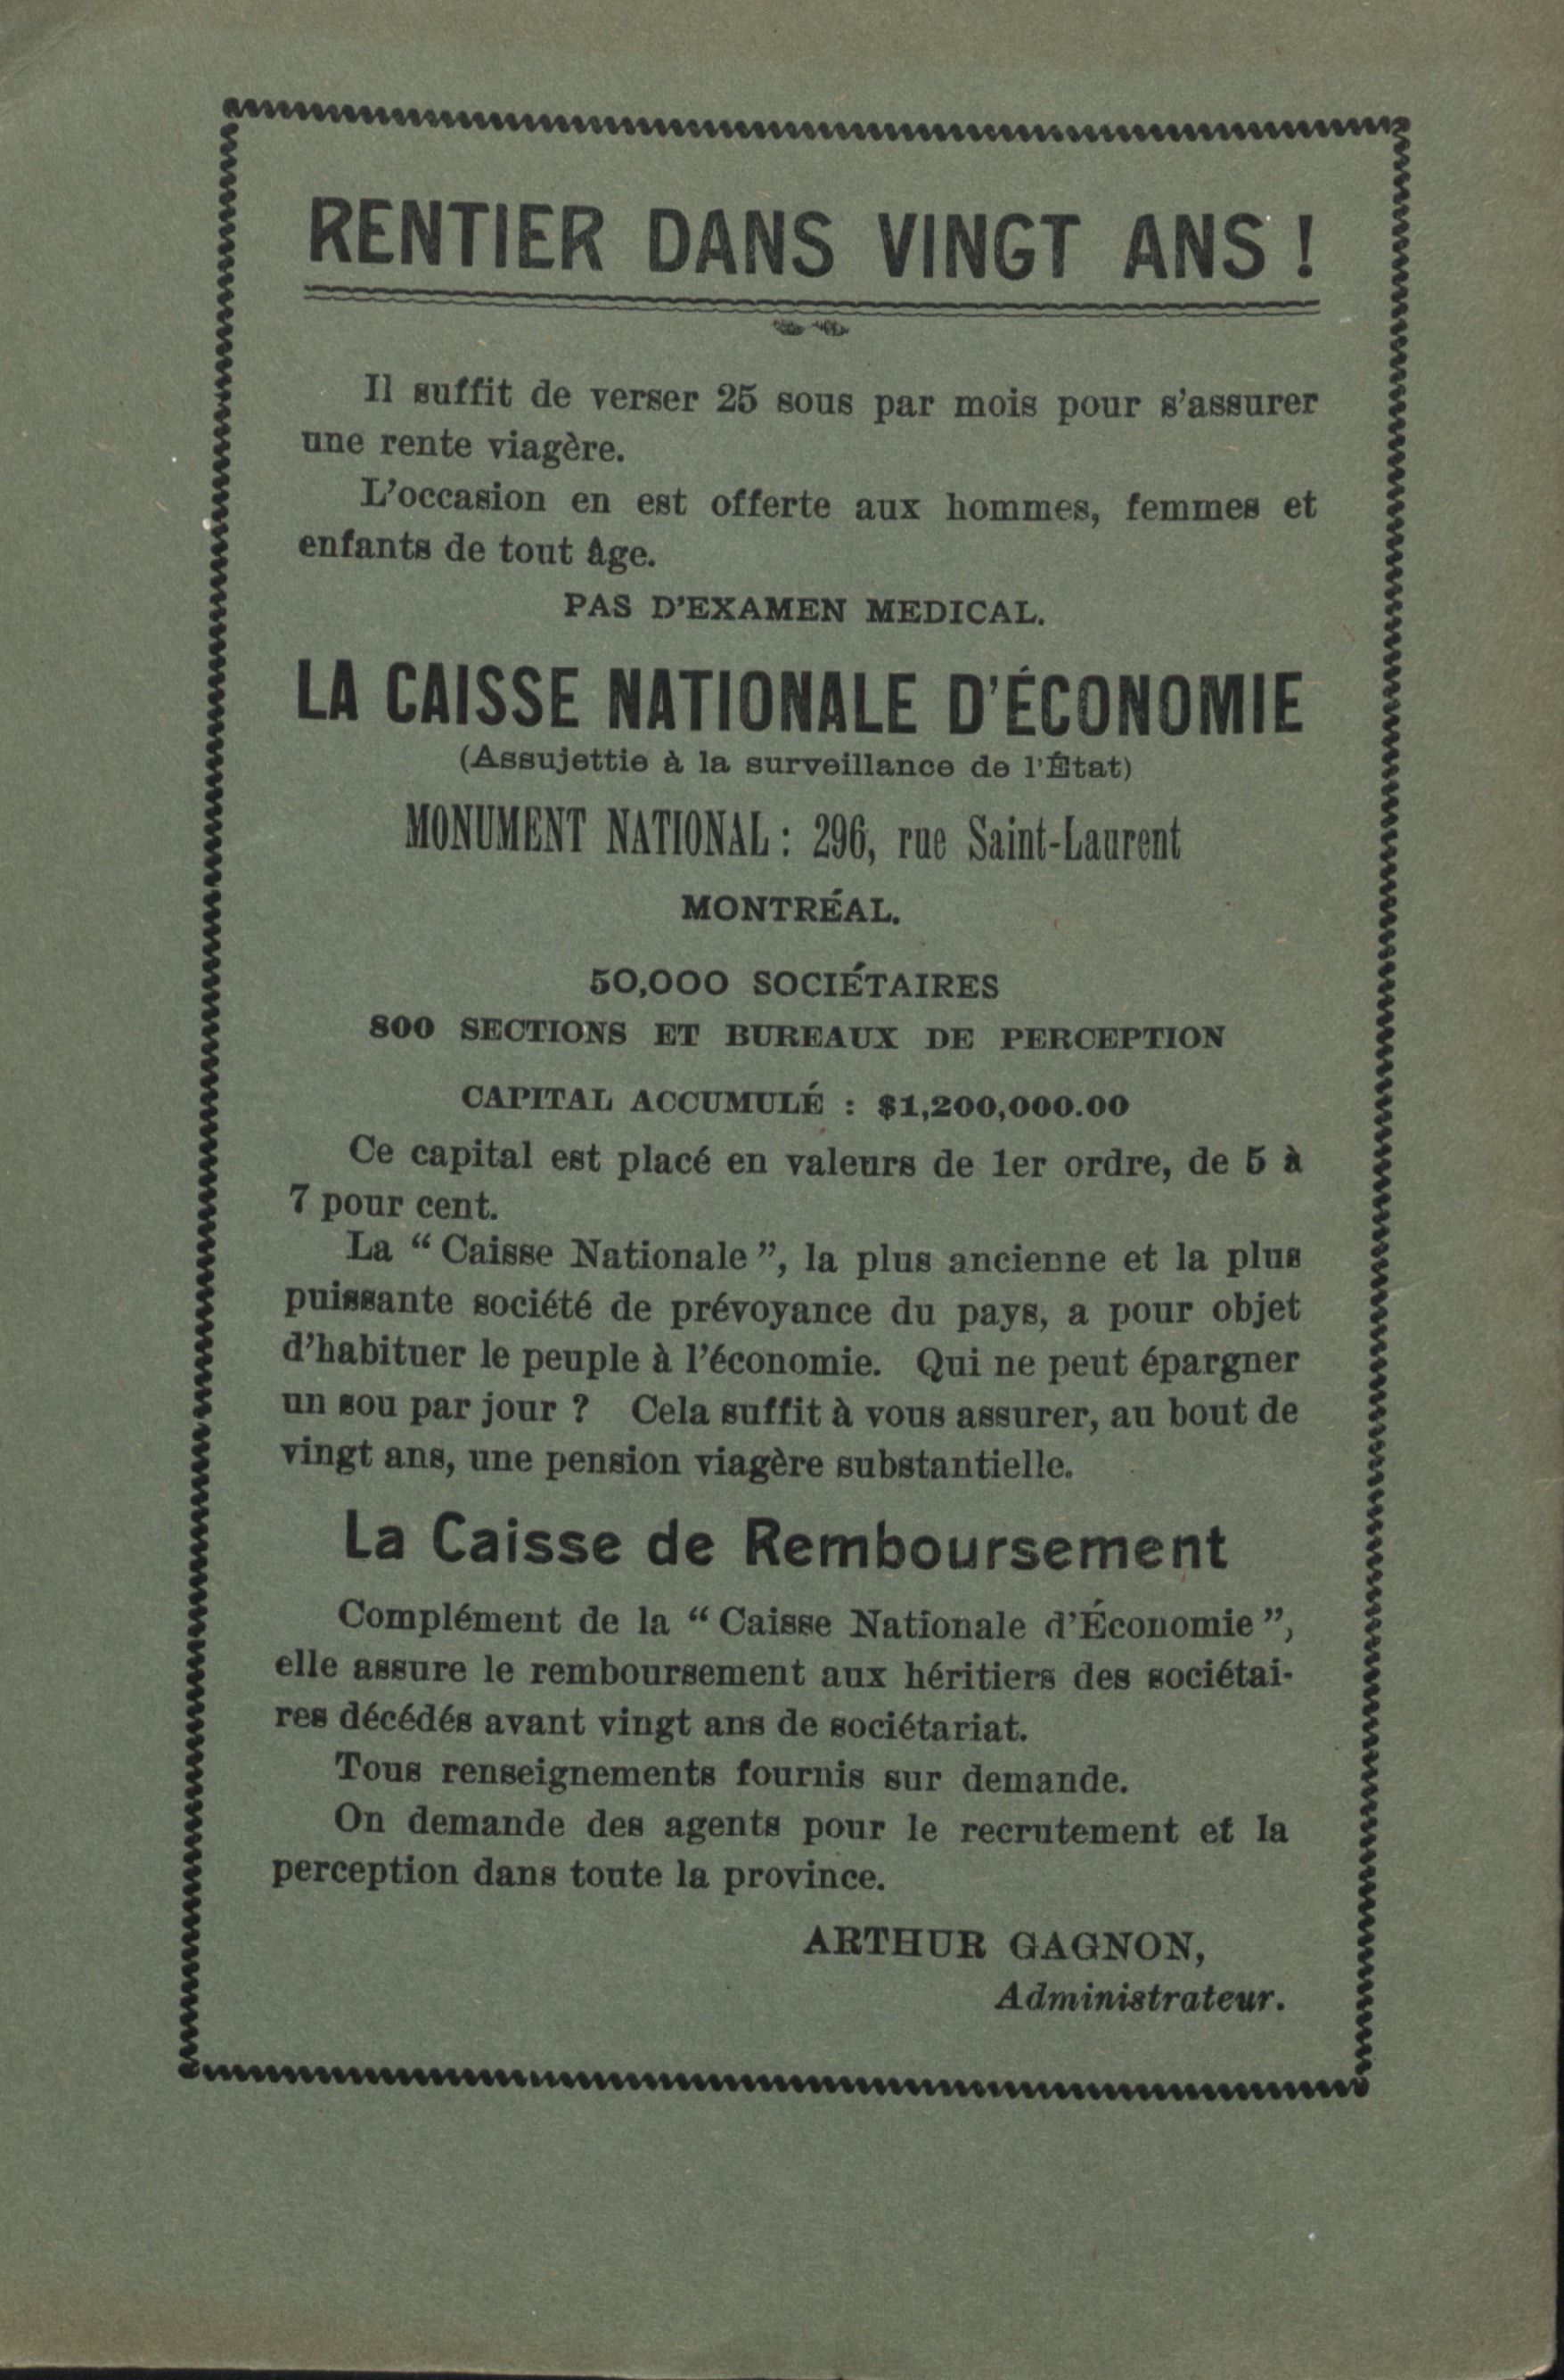 RENTIER DANS VINGT ANS !
Il suffit de verser 25 sous par mois pour s'assurer
une rente viagère.
L'occasion en est offerte aux hommes, femmes et
enfants de tout âge.
PAS D'EXAMEN MEDICAL.
LA CAISSE NATIONALE D'ÉCONOMIE
(Assujettie à la surveillance de l'État)
MONUMENT NATIONAL : 296, rue Saint-Laurent
MONTRÉAL.
50,000 SOCIÉTAIRES
800 SECTIONS ET BUREAUX DE PERCEPTION
CAPITAL ACCUMULÉ : $1,200,000.00
Ce capital est placé en valeurs de 1er ordre, de 5 à
7 pour cent.
La “ Caisse Nationale ”, la plus ancienne et la plus
puissante société de prévoyance du pays, a pour objet
d'habituer le peuple à l'économie. Qui ne peut épargner
un sou par jour ? Cela suffit à vous assurer, au bout de
vingt ans, une pension viagère substantielle.
La Caisse de Remboursement
Complément de la “ Caisse Nationale d'Économie ”,
elle assure le remboursement aux héritiers des sociétai-
res décédés avant vingt ans de sociétariat.
Tous renseignements fournis sur demande.
On demande des agents pour le recrutement et la
perception dans toute la province.
ARTHUR GAGNON,
Administrateur.